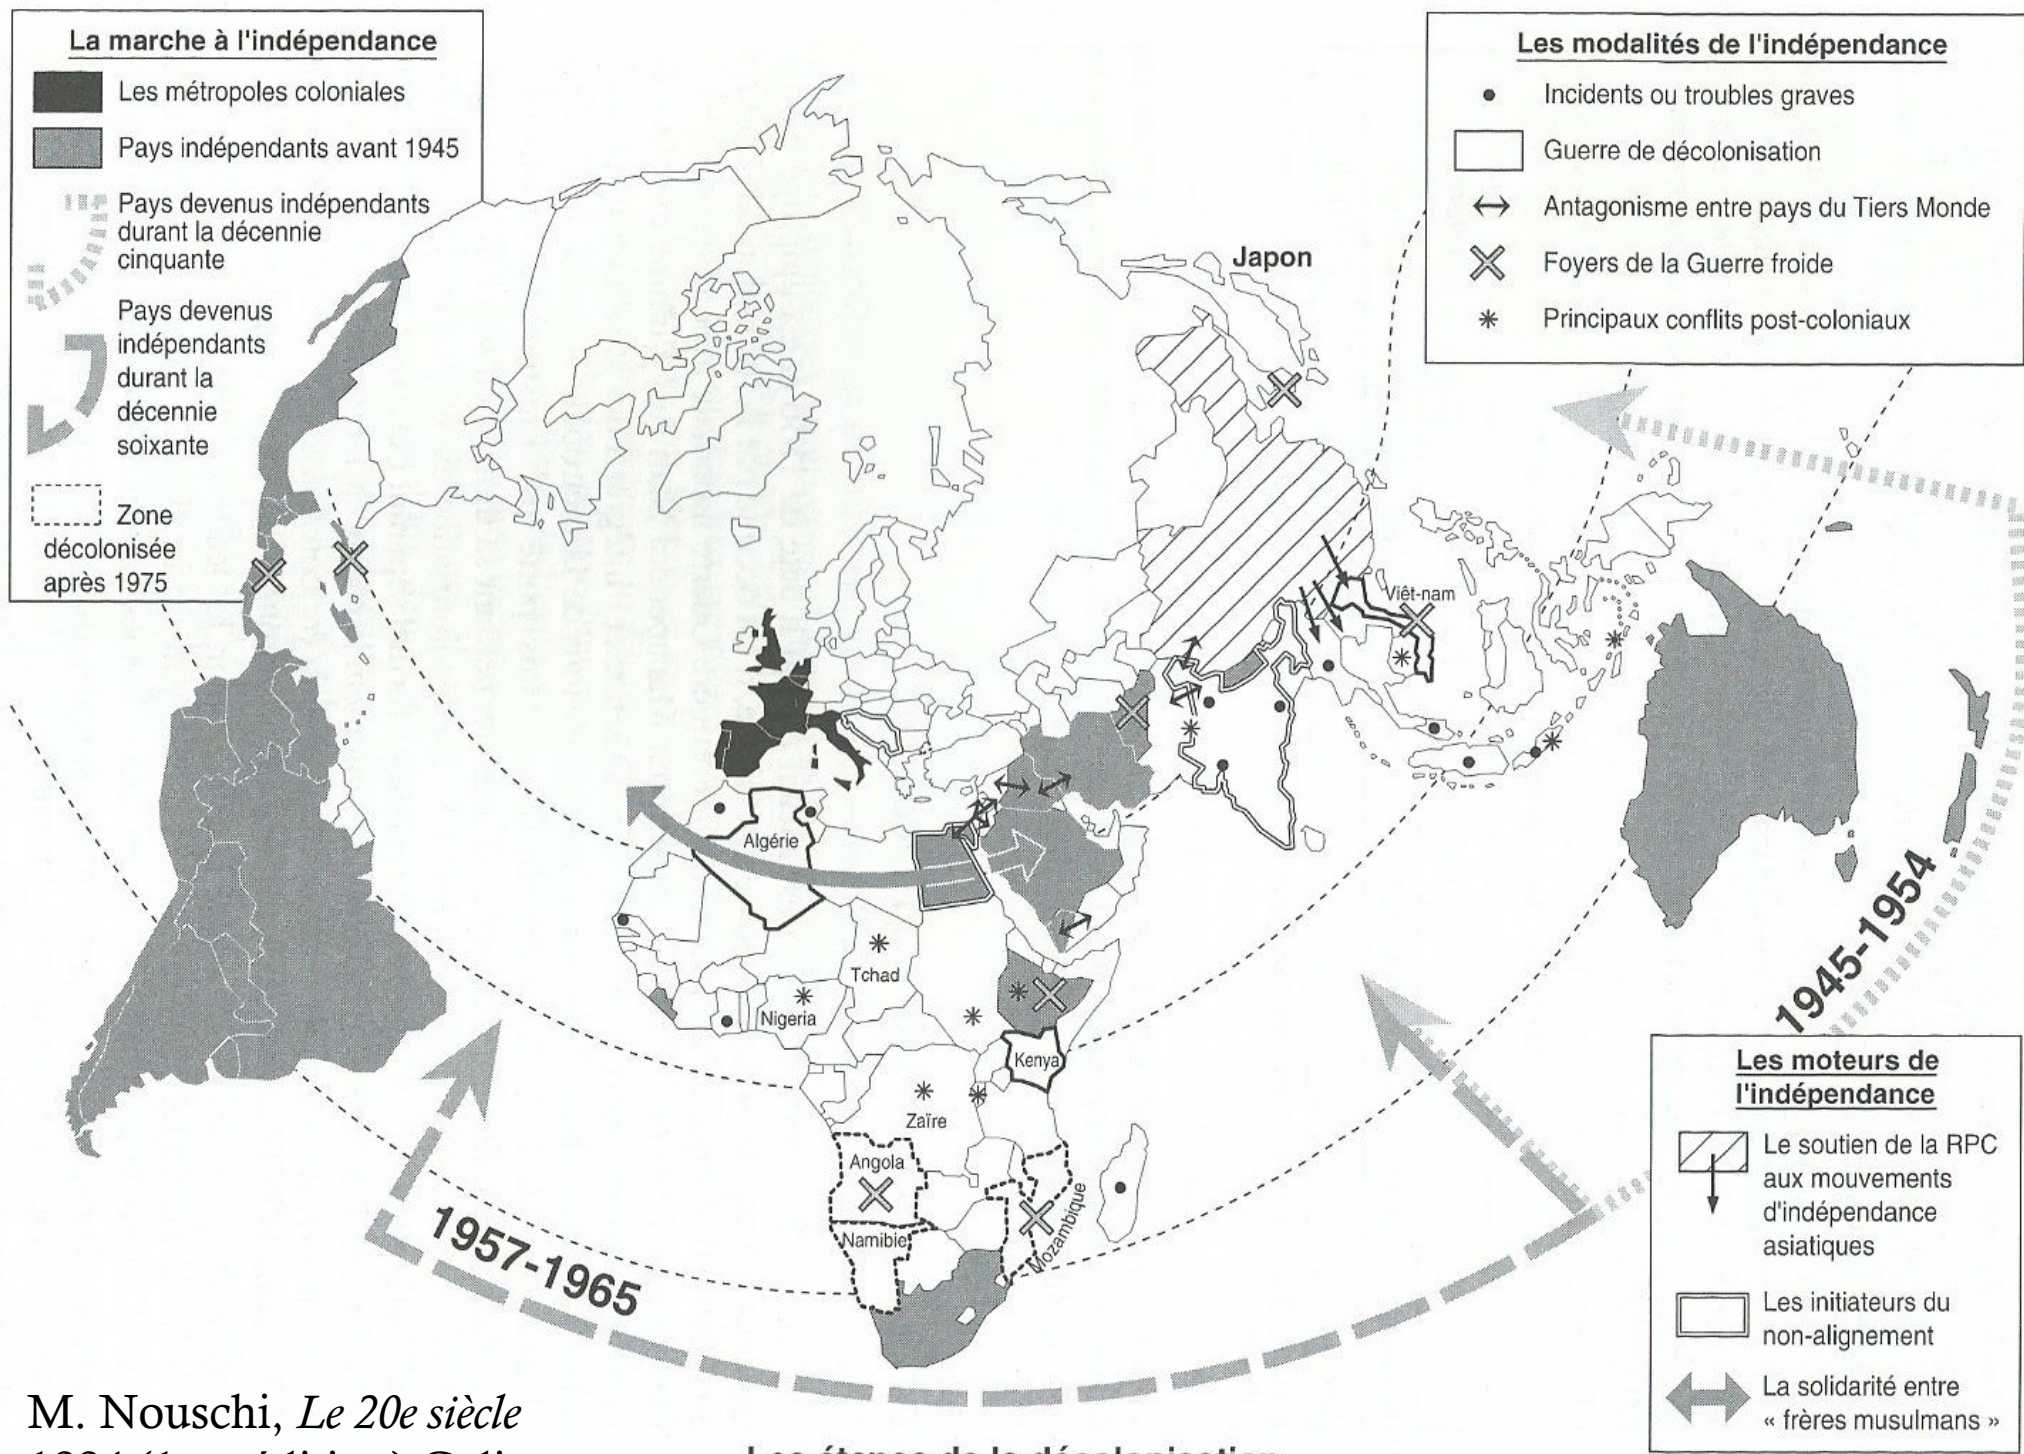 La marche à l'indépendance
Les métropoles coloniales
Pays indépendants avant 1945
Pays devenus indépendants
durant la décennie
cinquante
Pays devenus
indépendants
durant la
décennie
soixante
Zone
décolonisée
après 1975
Les modalités de l'indépendance
Incidents ou troubles graves
Guerre de décolonisation
Antagonisme entre pays du Tiers Monde
Foyers de la Guerre froide
Principaux conflits post-coloniaux
Japon
Viêt-nam
Algérie
Tchad
Nigeria
Kenya
Zaïre
Angola
Namibie
Mozambique
1945-1954
1957-1965
Les moteurs de
l'indépendance
Le soutien de la RPC
aux mouvements
d'indépendance
asiatiques
Les initiateurs du
non-alignement
La solidarité entre
« frères musulmans »
M. Nouschi, Le 20e siècle